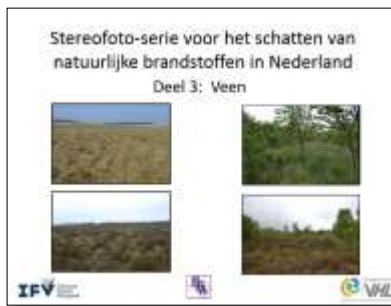 Stereofoto-serie voor het schatten van
natuurlijke brandstoffen in Nederland
Deel 3: Veen
IFV